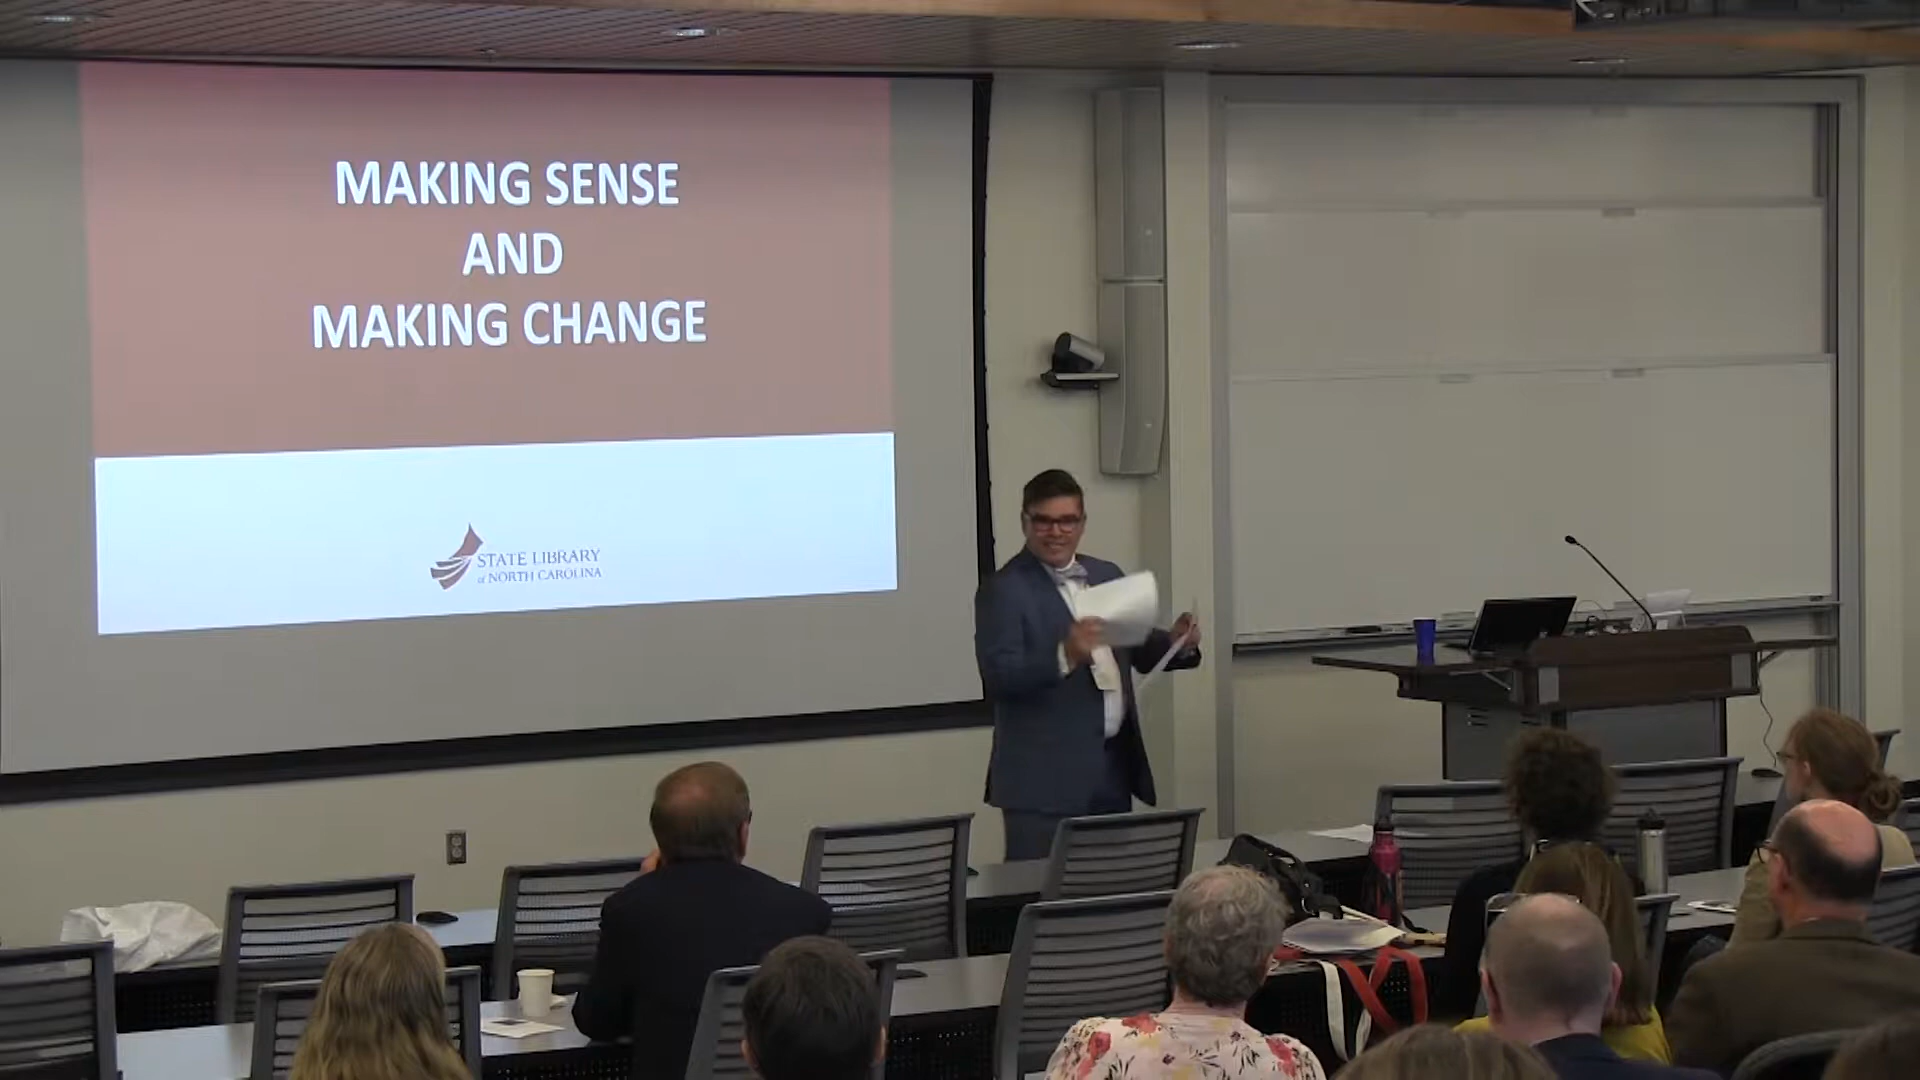 MAKING SENSE
AND
MAKING CHANGE
STATE LIBRARY
of NORTH CAROLINA